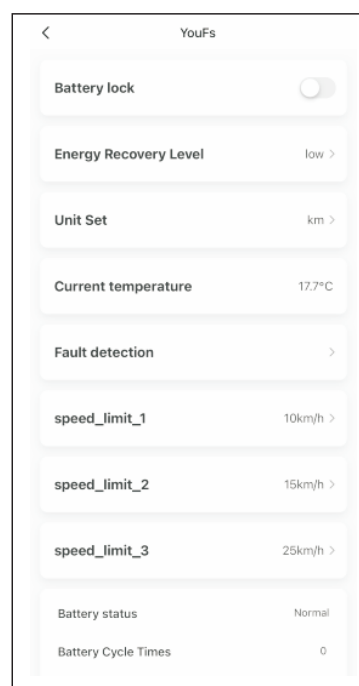 YouFs
Battery lock
Energy Recovery Level low
Unit Set km
Current temperature 17.7°C
Fault detection
speed_limit_1 10km/h
speed_limit_2 15km/h
speed_limit_3 25km/h
Battery status Normal
Battery Cycle Times 0